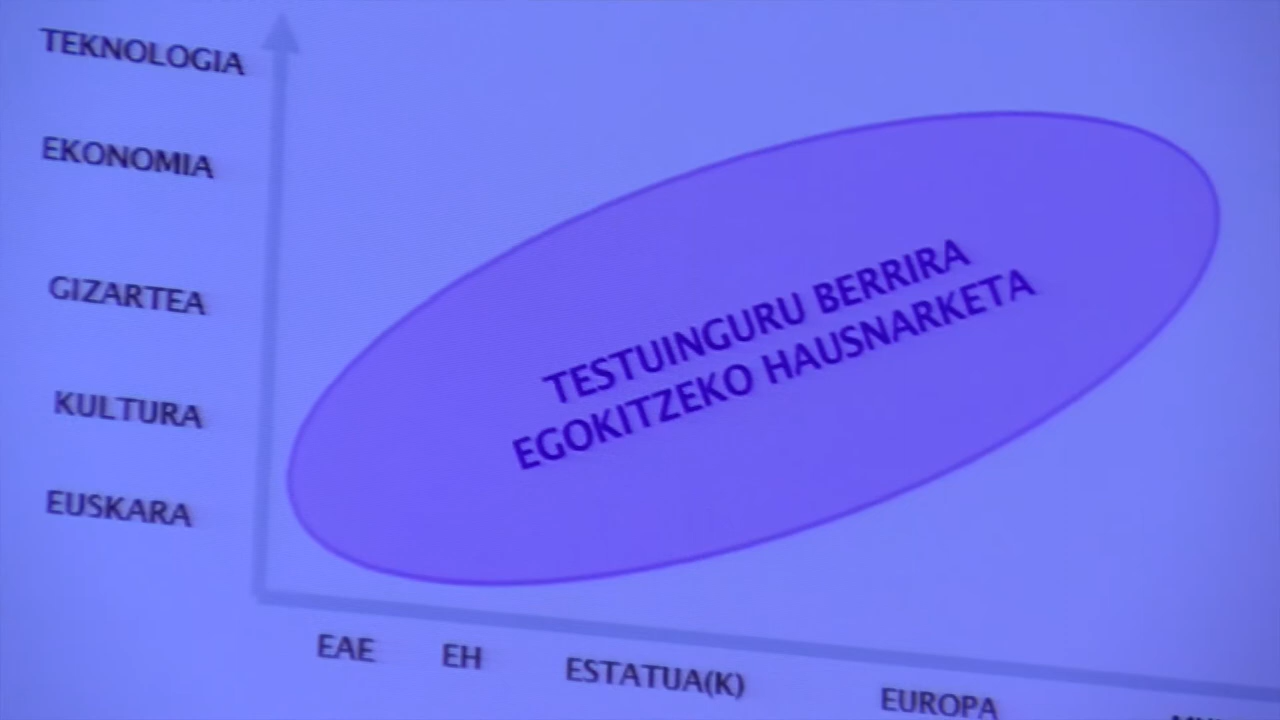 TEKNOLOGIA
EKONOMIA
GIZARTEA
KULTURA
EUSKARA
TESTUINGURU BERRIRA
EGOKITZEKO HAUSNARKETA
EAE
EH
ESTATUA(K)
EUROPA